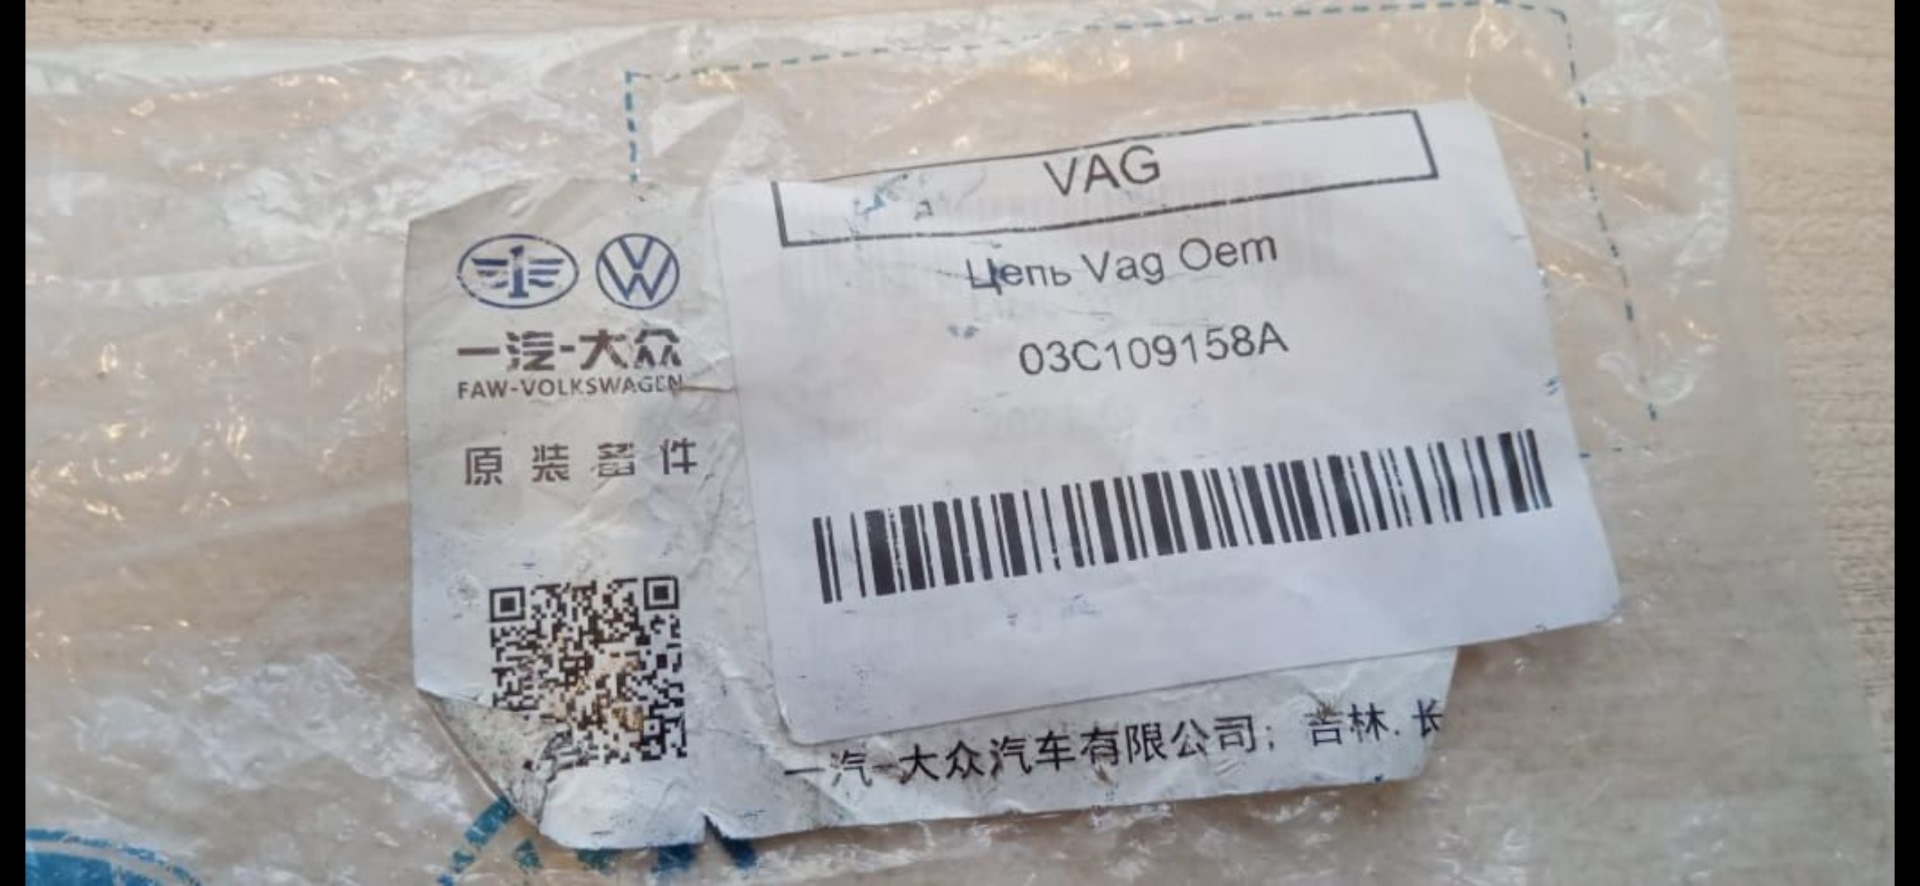 VAG
Цепь Vag Oem
03C109158A
一汽-大众
FAW-VOLKSWAGEN
原装备件
一汽-大众汽车有限公司; 吉林.长